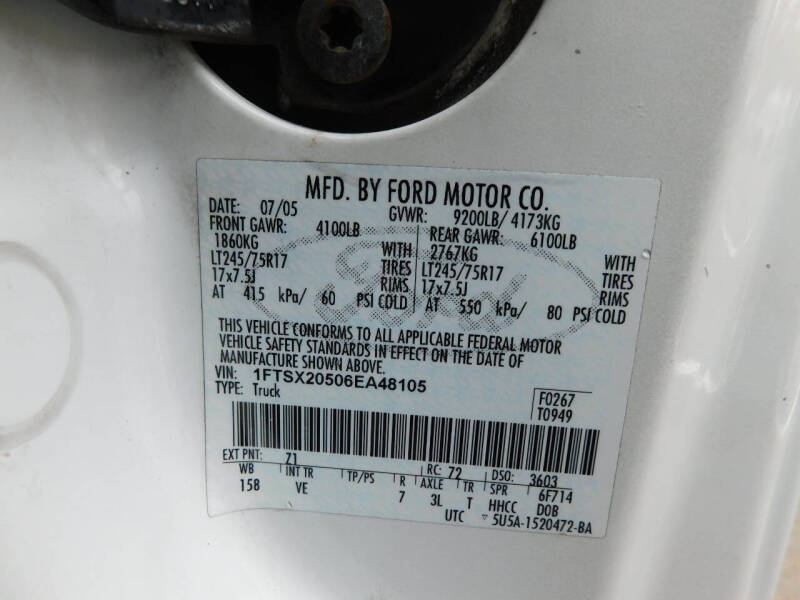 MFD. BY FORD MOTOR CO.
DATE: 07/05 GVWR: 9200LB/ 4173KG
FRONT GAWR: 4100LB REAR GAWR: 6100LB
1860KG WITH 2767KG WITH
LT245/75R17 TIRES LT245/75R17 TIRES
17x7.5J RIMS 17x7.5J RIMS
AT 415 kPa/ 60 PSI COLD AT 550 kPa/ 80 PSI COLD
Ford
THIS VEHICLE CONFORMS TO ALL APPLICABLE FEDERAL MOTOR
VEHICLE SAFETY STANDARDS IN EFFECT ON THE DATE OF
MANUFACTURE SHOWN ABOVE.
VIN: 1FTSX20506EA48105
TYPE: Truck
F0267
T0949
EXT PNT: Z1 RC: 72 DSO: 3603
WB INT TR TP/PS R AXLE TR SPR 6F714
158 VE 7 3L T HHCC D0B
UTC ▽5U5A-1520472-BA